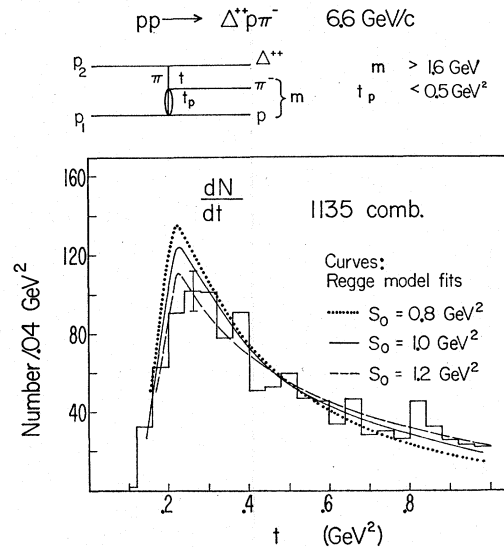 pp → Δ⁺⁺pπ⁻ 6.6 GeV/c
p₂ Δ⁺⁺
π t π⁻
tₚ m
p₁ p
m > 1.6 GeV
tₚ < 0.5 GeV²
160
120
80
40
Number/.04 GeV²
dN
dt
1135 comb.
Curves:
Regge model fits
S₀ = 0.8 GeV²
S₀ = 1.0 GeV²
S₀ = 1.2 GeV²
.2 .4 .6 .8
t (GeV²)